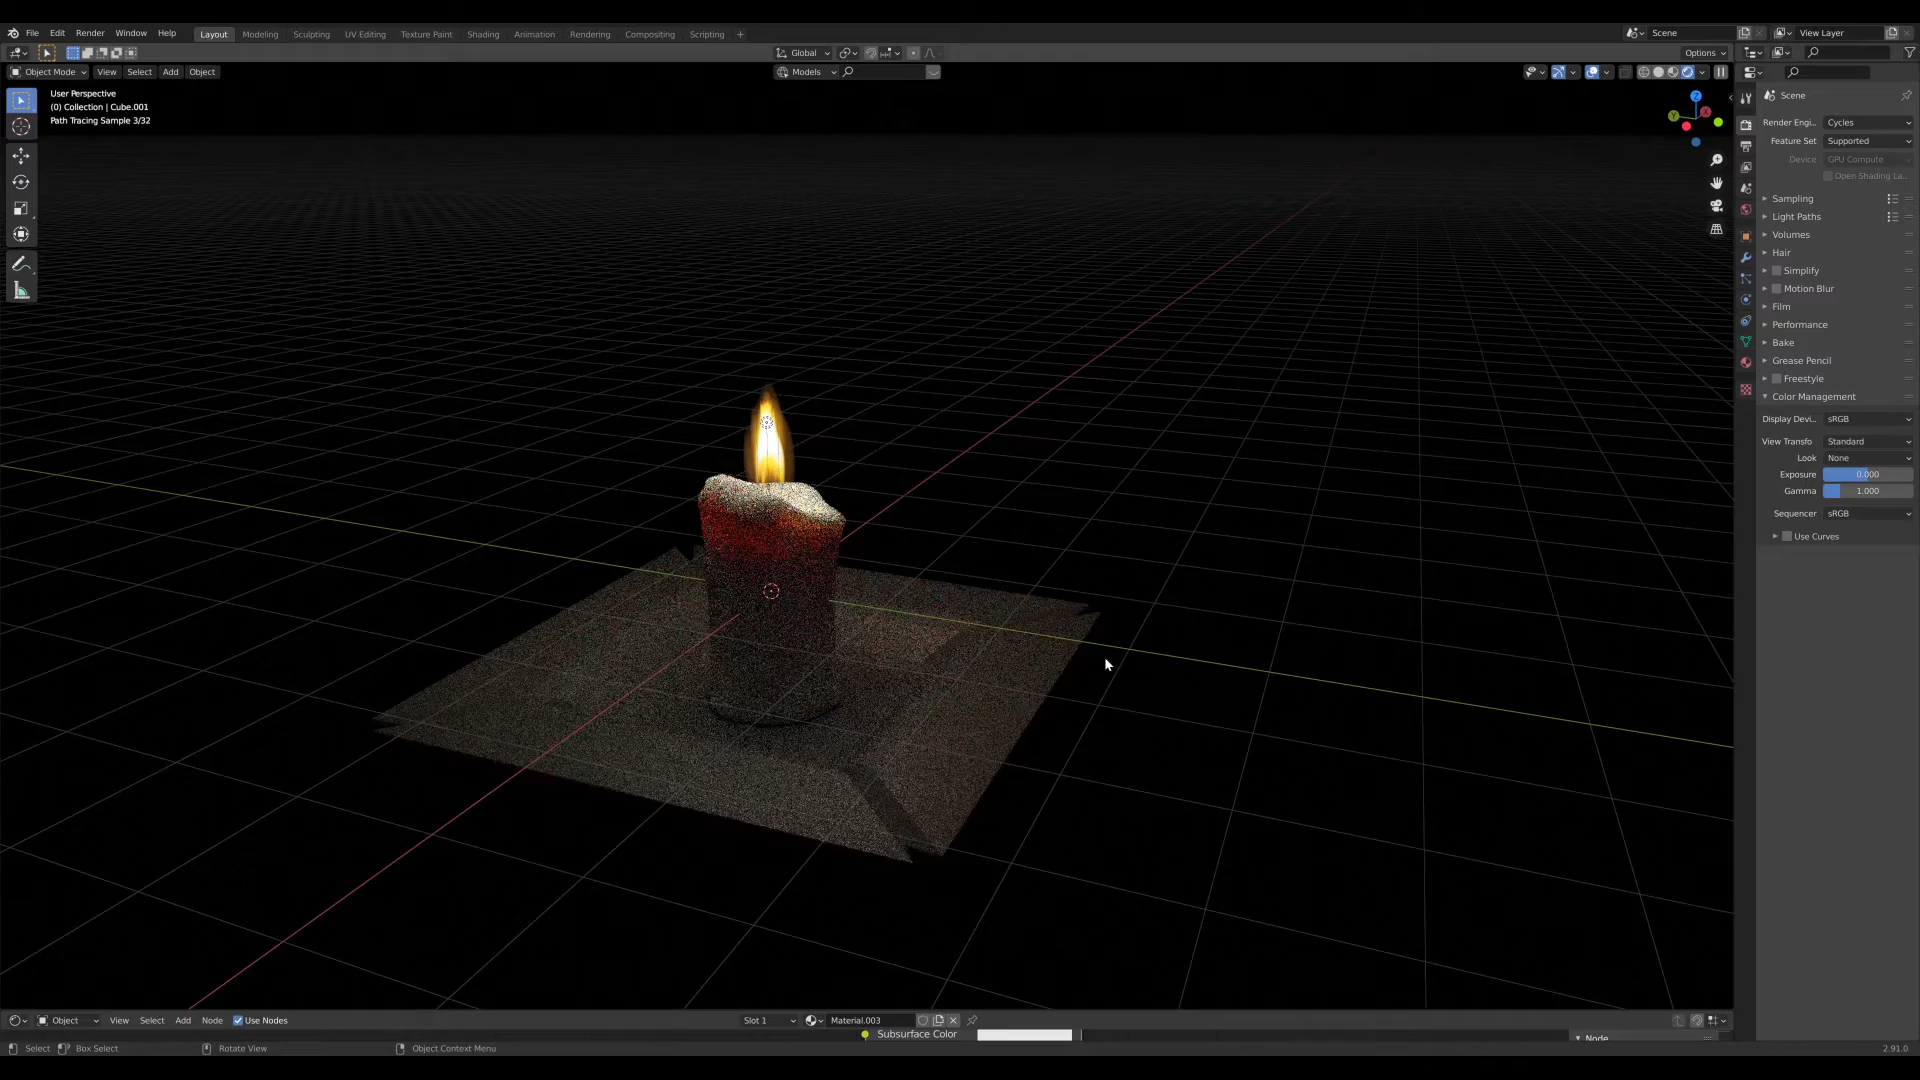 File Edit Render Window Help Layout Modeling Sculpting UV Editing Texture Paint Shading Animation Rendering Compositing Scripting + Scene View Layer
Global Options
Object Mode View Select Add Object Models
User Perspective
(0) Collection | Cube.001
Path Tracing Sample 3/32
Z
Y
X
Scene
Render Engi... Cycles
Feature Set Supported
Device GPU Compute
Open Shading La...
Sampling
Light Paths
Volumes
Hair
Simplify
Motion Blur
Film
Performance
Bake
Grease Pencil
Freestyle
Color Management
Display Devi... sRGB
View Transfo Standard
Look None
Exposure 0.000
Gamma 1.000
Sequencer sRGB
Use Curves
Object View Select Add Node Use Nodes Slot 1 Material.003
Subsurface Color
Node
Select Box Select Rotate View Object Context Menu 2.91.0